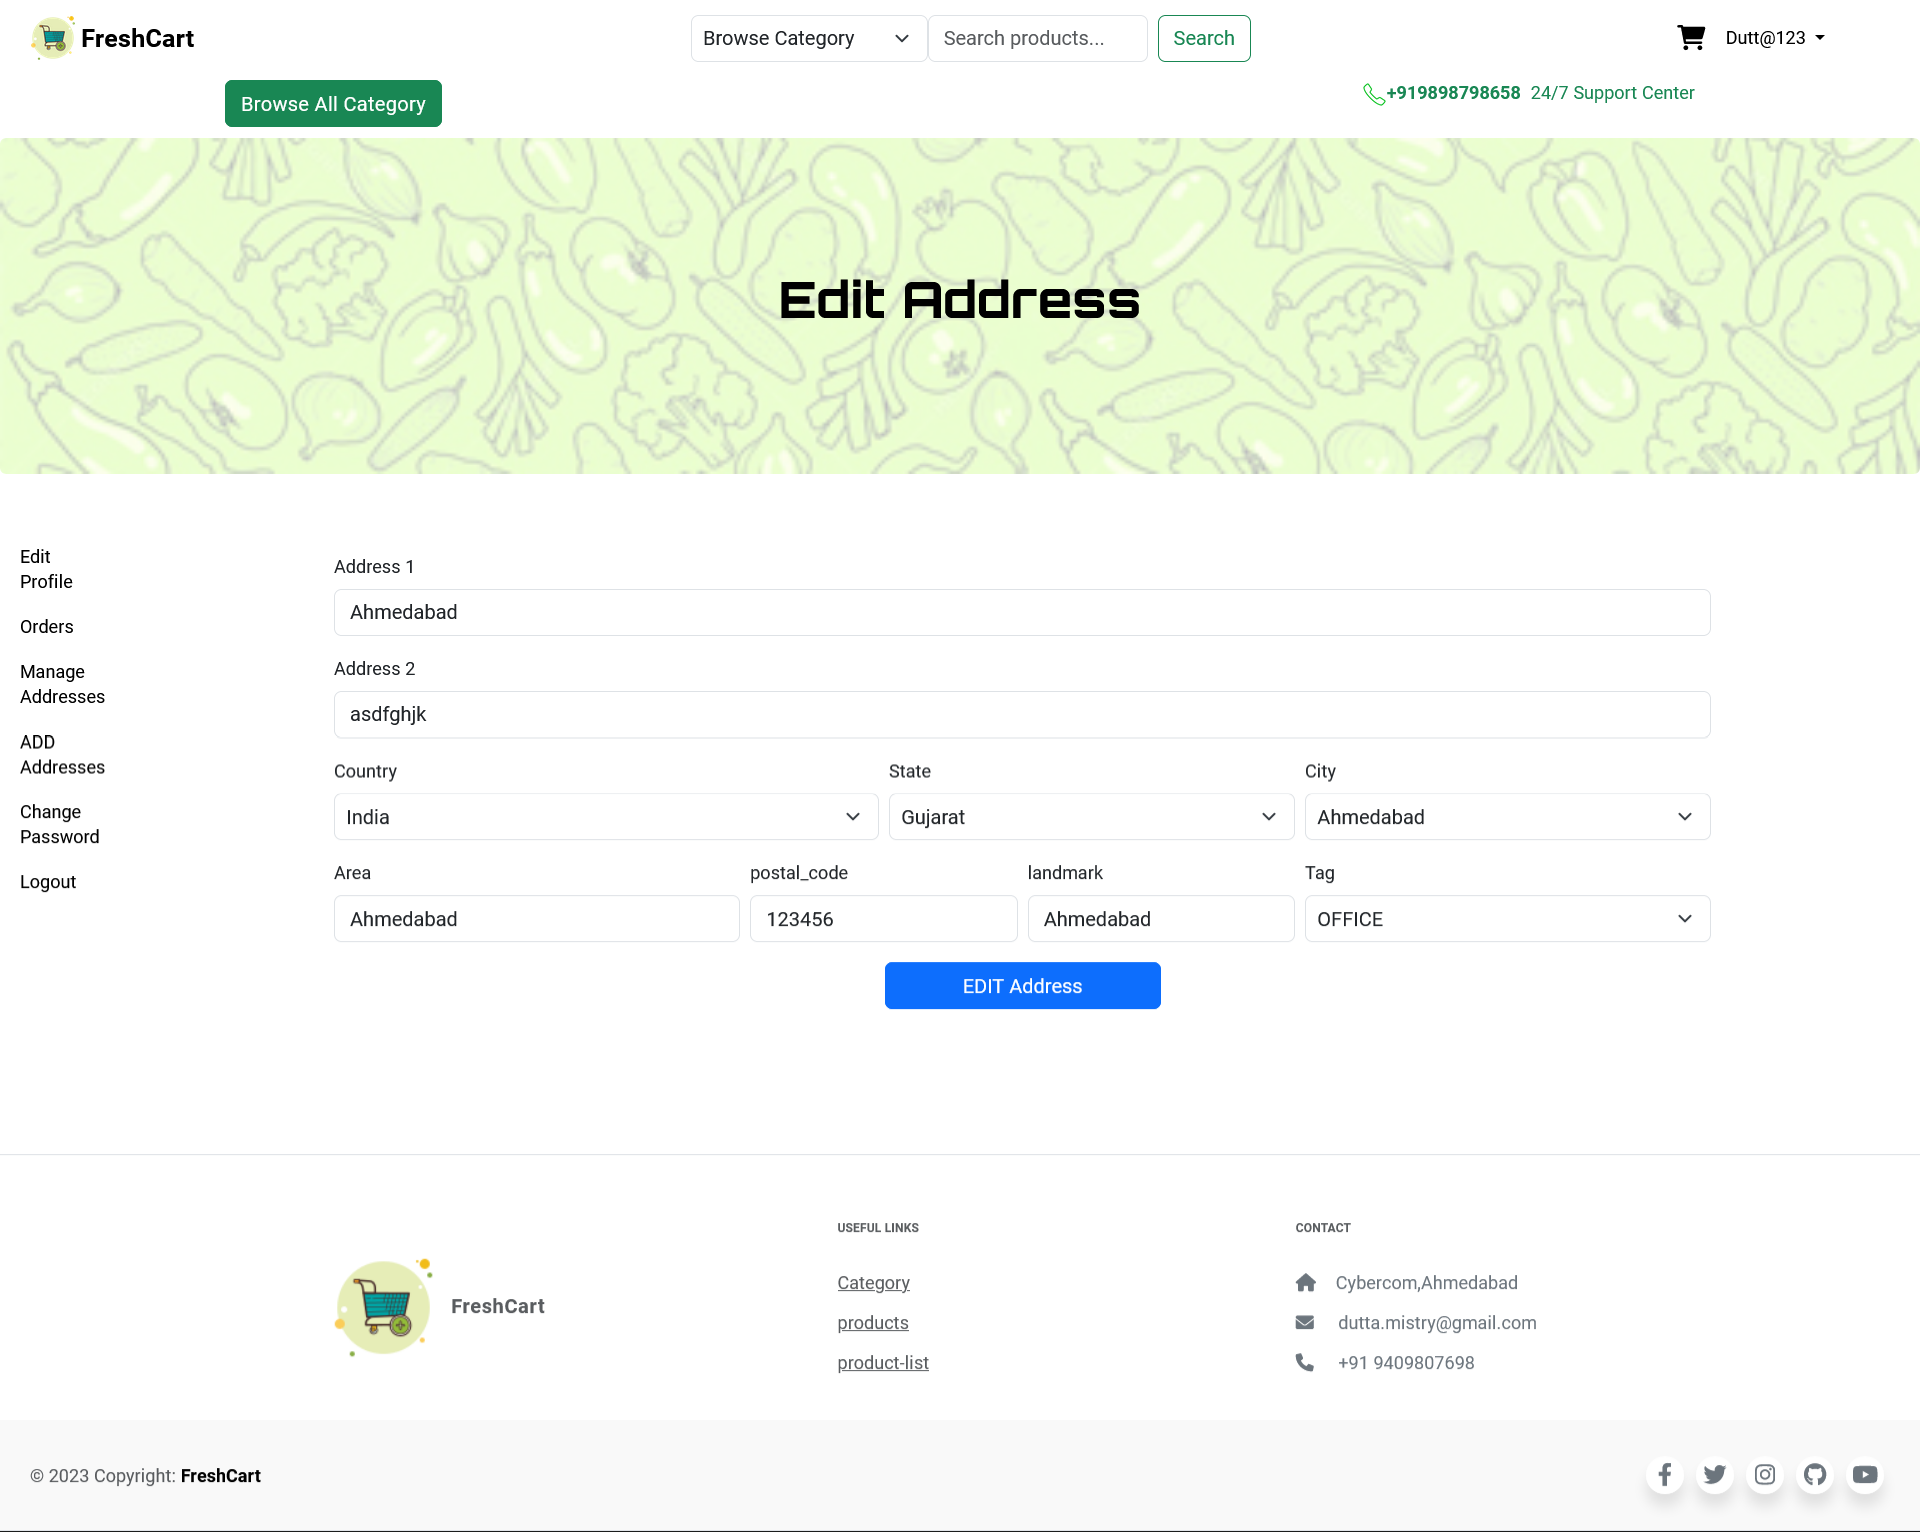 FreshCart
Browse Category
Search products...
Search
Dutt@123
Browse All Category
+919898798658 24/7 Support Center
Edit Address
Edit
Profile
Orders
Manage
Addresses
ADD
Addresses
Change
Password
Logout
Address 1
Ahmedabad
Address 2
asdfghjk
Country
State
City
India
Gujarat
Ahmedabad
Area
postal_code
landmark
Tag
Ahmedabad
123456
Ahmedabad
OFFICE
EDIT Address
FreshCart
USEFUL LINKS
Category
products
product-list
CONTACT
Cybercom,Ahmedabad
dutta.mistry@gmail.com
+91 9409807698
© 2023 Copyright: FreshCart